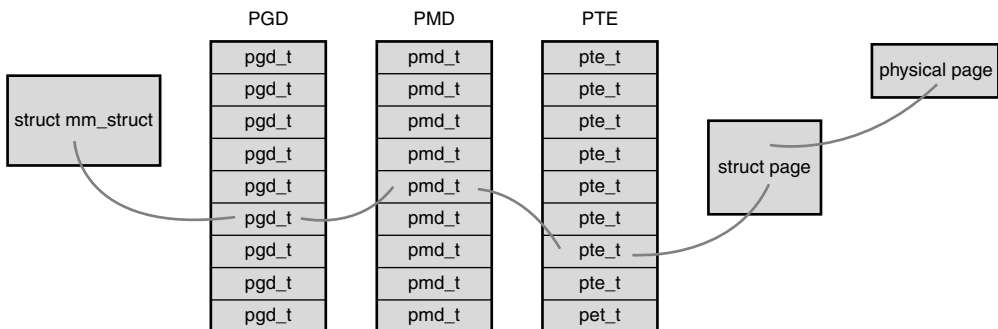 PGD PMD PTE
pgd_t pmd_t pte_t
physical page
pgd_t pmd_t pte_t
struct mm_struct
pgd_t pmd_t pte_t
pgd_t pmd_t pte_t
struct page
pgd_t pmd_t pte_t
pgd_t pmd_t pte_t
pgd_t pmd_t pte_t
pgd_t pmd_t pte_t
pgd_t pmd_t pet_t